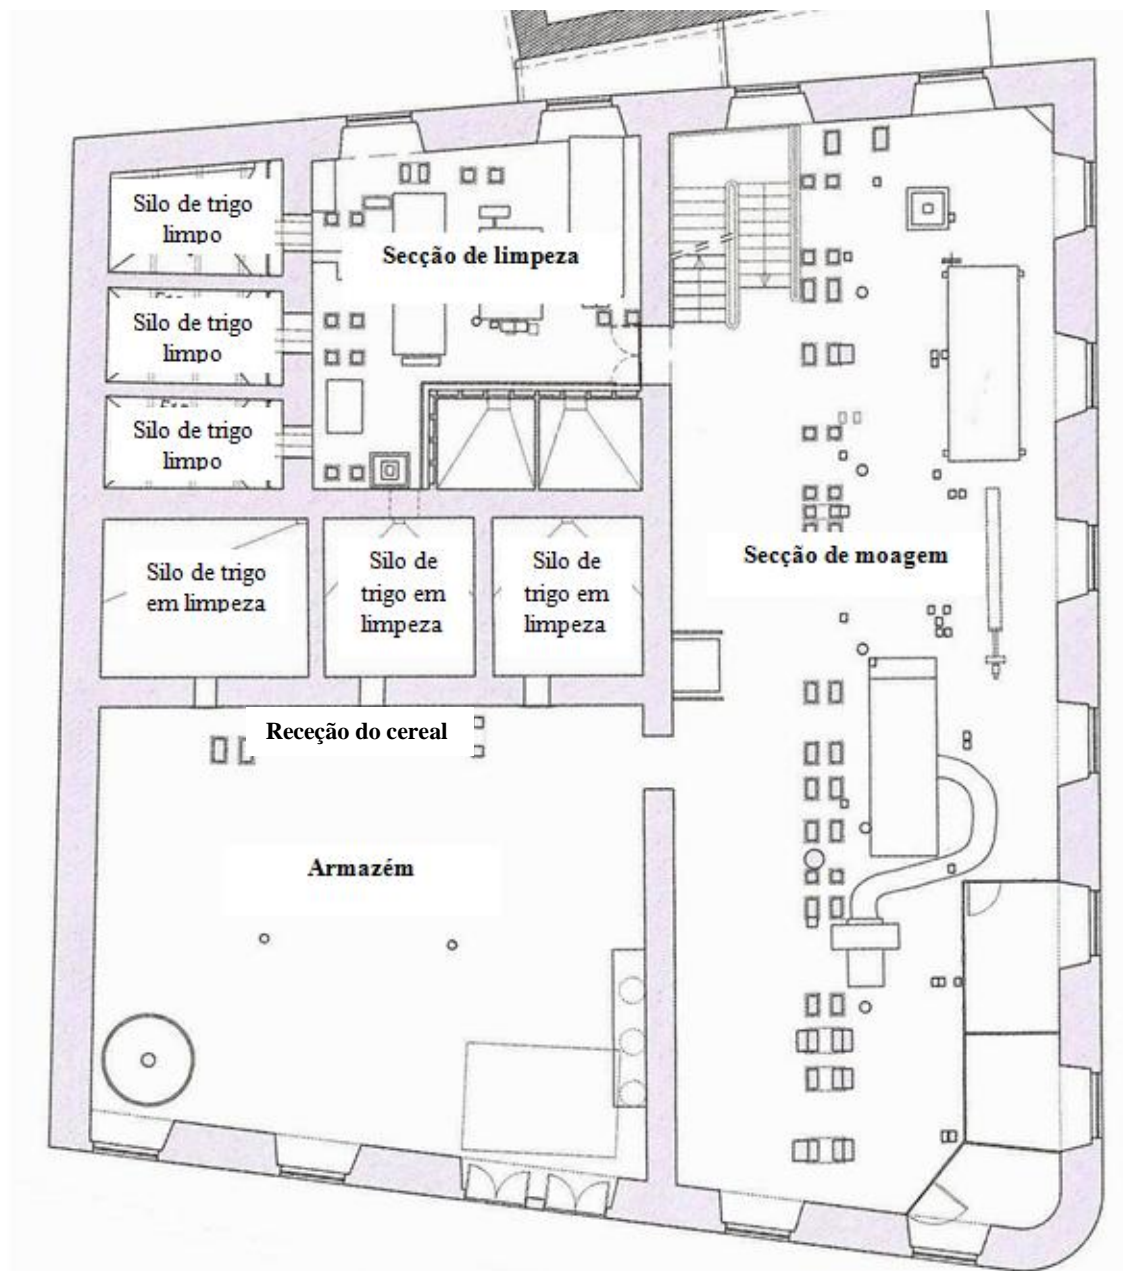 Silo de trigo
limpo
Secção de limpeza
Silo de trigo
limpo
Silo de trigo
limpo
Silo de trigo
em limpeza
Silo de
trigo em
limpeza
Silo de
trigo em
limpeza
Secção de moagem
Receção do cereal
Armazém